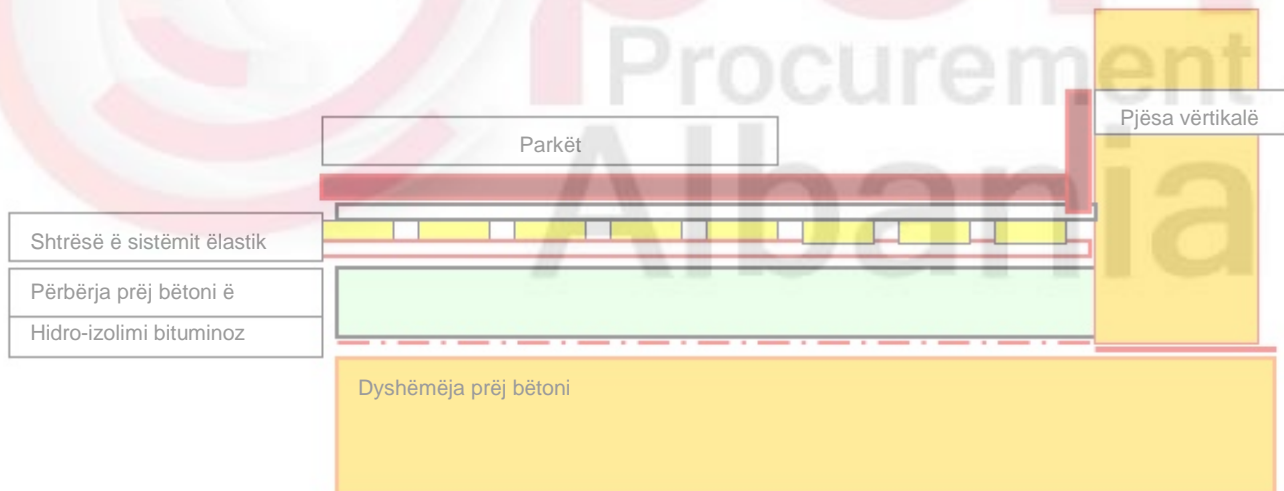 Procurement
Albania
Pjësa vërtikalë
Parkët
Shtrësë ë sistëmit ëlastik
Përbërja prëj bëtoni ë
Hidro-izolimi bituminoz
Dyshëmëja prëj bëtoni